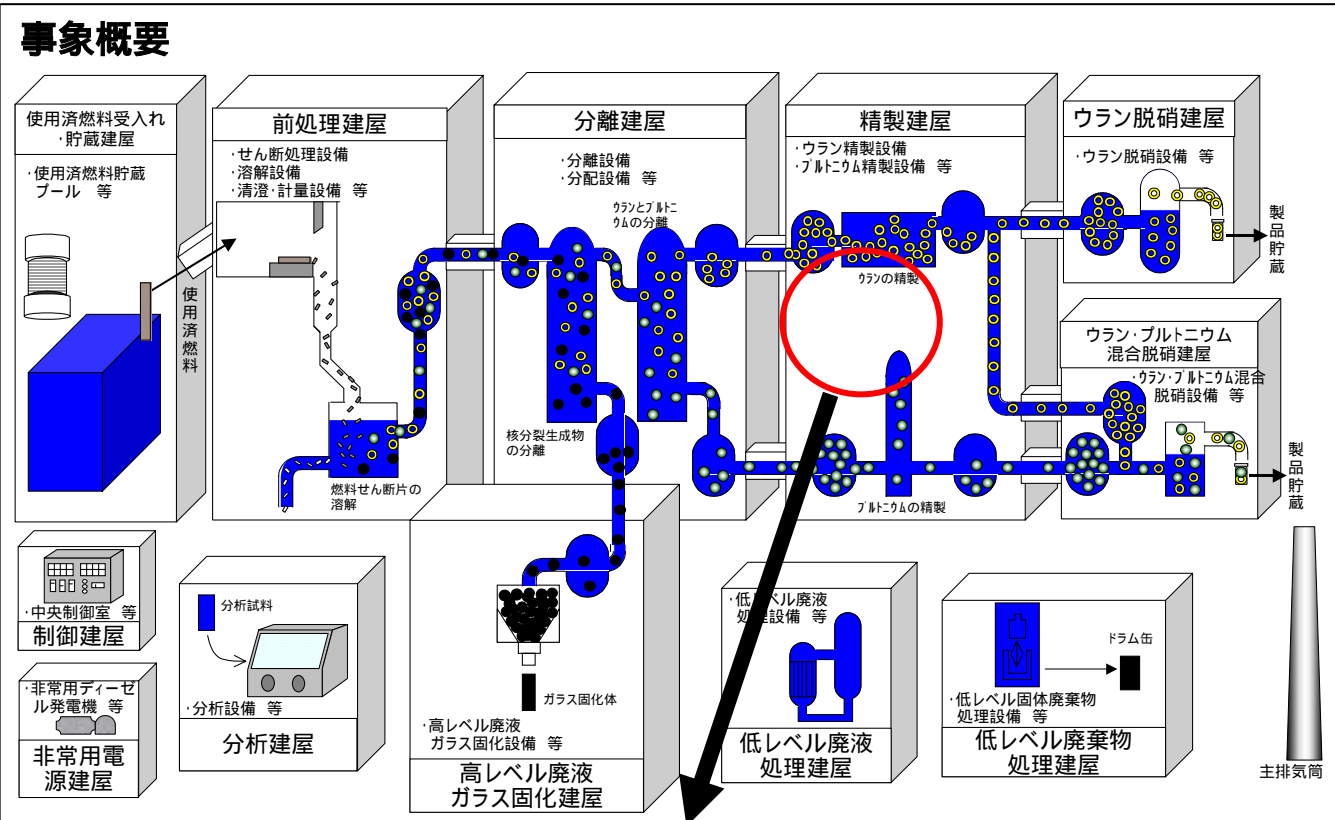 事象概要
使用済燃料受入れ
・貯蔵建屋
・使用済燃料貯蔵
プール 等
使用済燃料
前処理建屋
・せん断処理設備
・溶解設備
・清澄・計量設備 等
燃料せん断片の
溶解
分離建屋
・分離設備
・分配設備 等
ウランとプルトニ
ウムの分離
核分裂生成物
の分離
精製建屋
・ウラン精製設備
・プルトニウム精製設備 等
ウランの精製
プルトニウムの精製
ウラン脱硝建屋
・ウラン脱硝設備 等
製品貯蔵
ウラン・プルトニウム
混合脱硝建屋
・ウラン・プルトニウム混合
脱硝設備 等
製品貯蔵
・中央制御室 等
制御建屋
・非常用ディーゼ
ル発電機 等
非常用電
源建屋
分析試料
・分析設備 等
分析建屋
ガラス固化体
・高レベル廃液
ガラス固化設備 等
高レベル廃液
ガラス固化建屋
・低レベル廃液
処理設備 等
低レベル廃液
処理建屋
ドラム缶
・低レベル固体廃棄物
処理設備 等
低レベル廃棄物
処理建屋
主排気筒